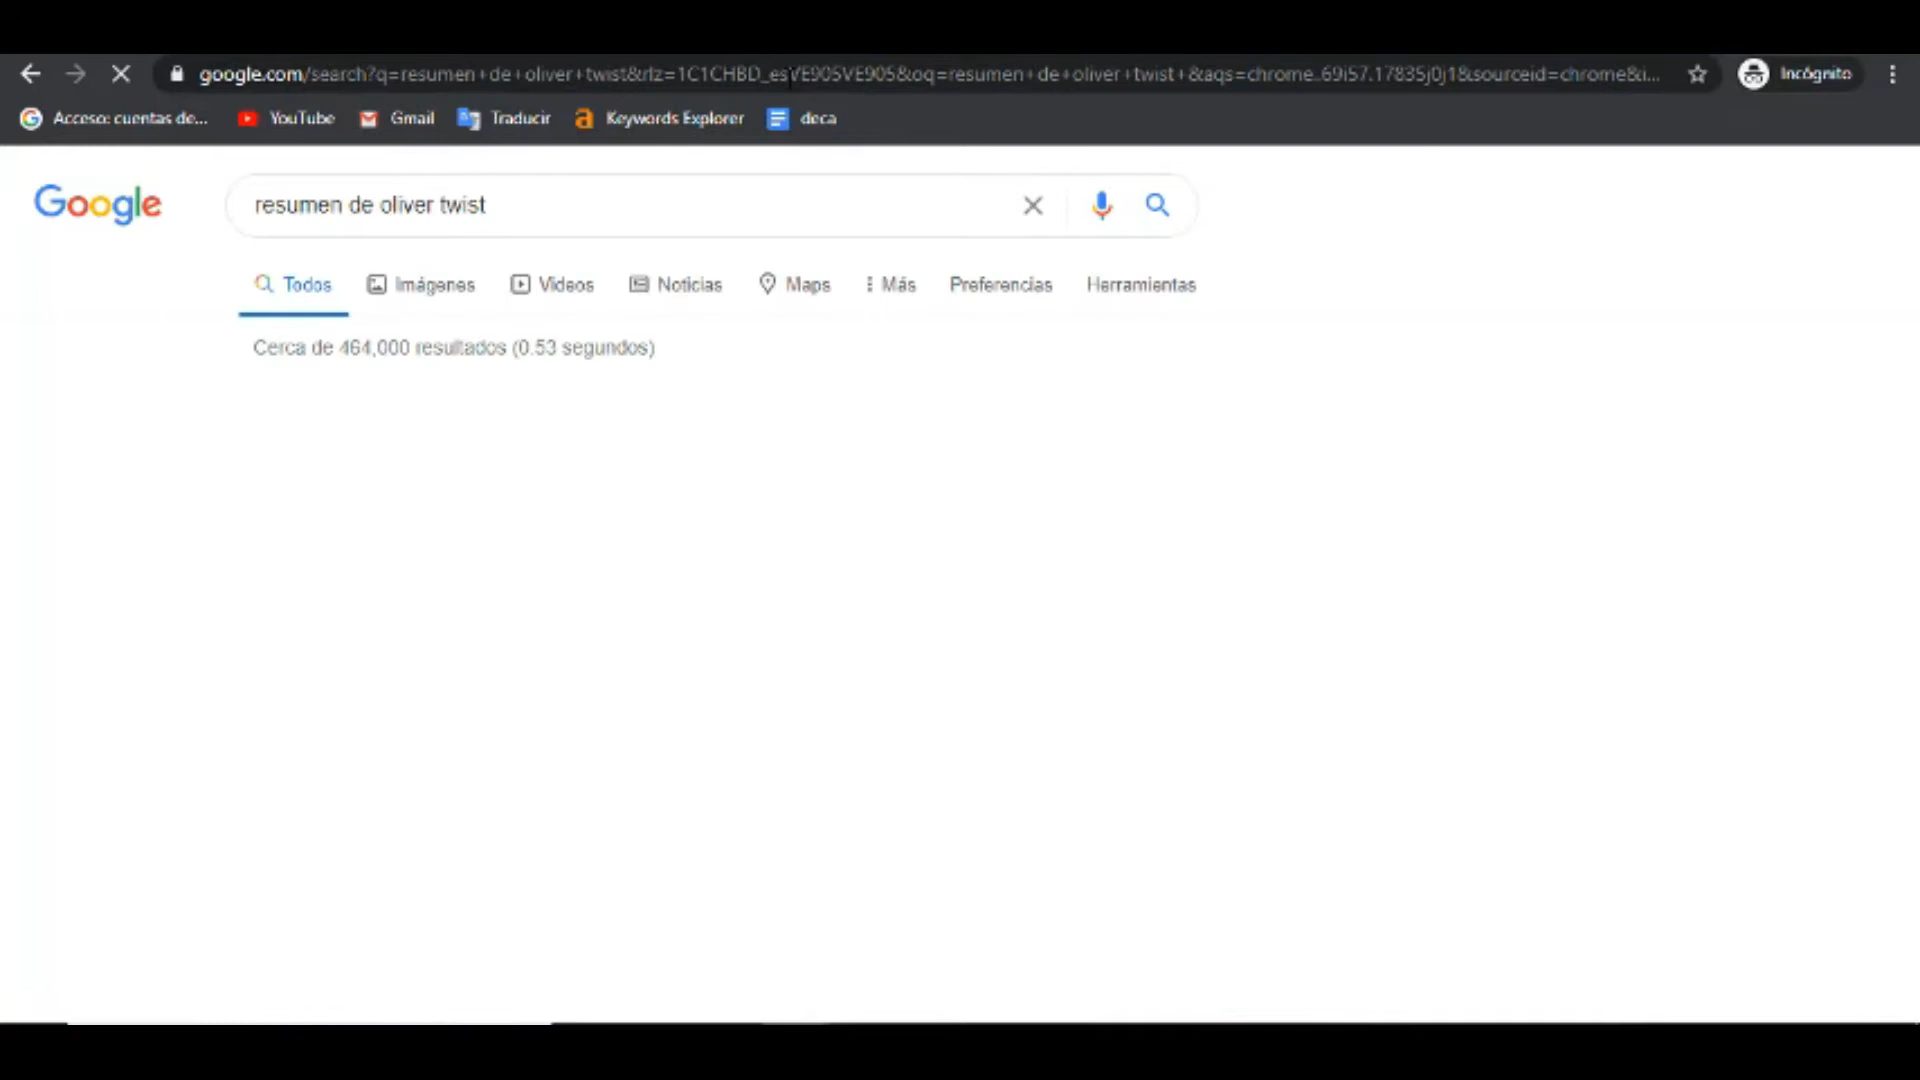 google.com/search?q=resumen+de+oliver+twist&rlz=1C1CHBD_esVE905VE905&oq=resumen+de+oliver+twist+&aqs=chrome..69i57.17835j0j1&sourceid=chrome&i...
Incógnito
Acceso: cuentas de...
YouTube
Gmail
Traducir
Keywords Explorer
deca
Google
resumen de oliver twist
Todos
Imágenes
Videos
Noticias
Maps
Más
Preferencias
Herramientas
Cerca de 464,000 resultados (0.53 segundos)